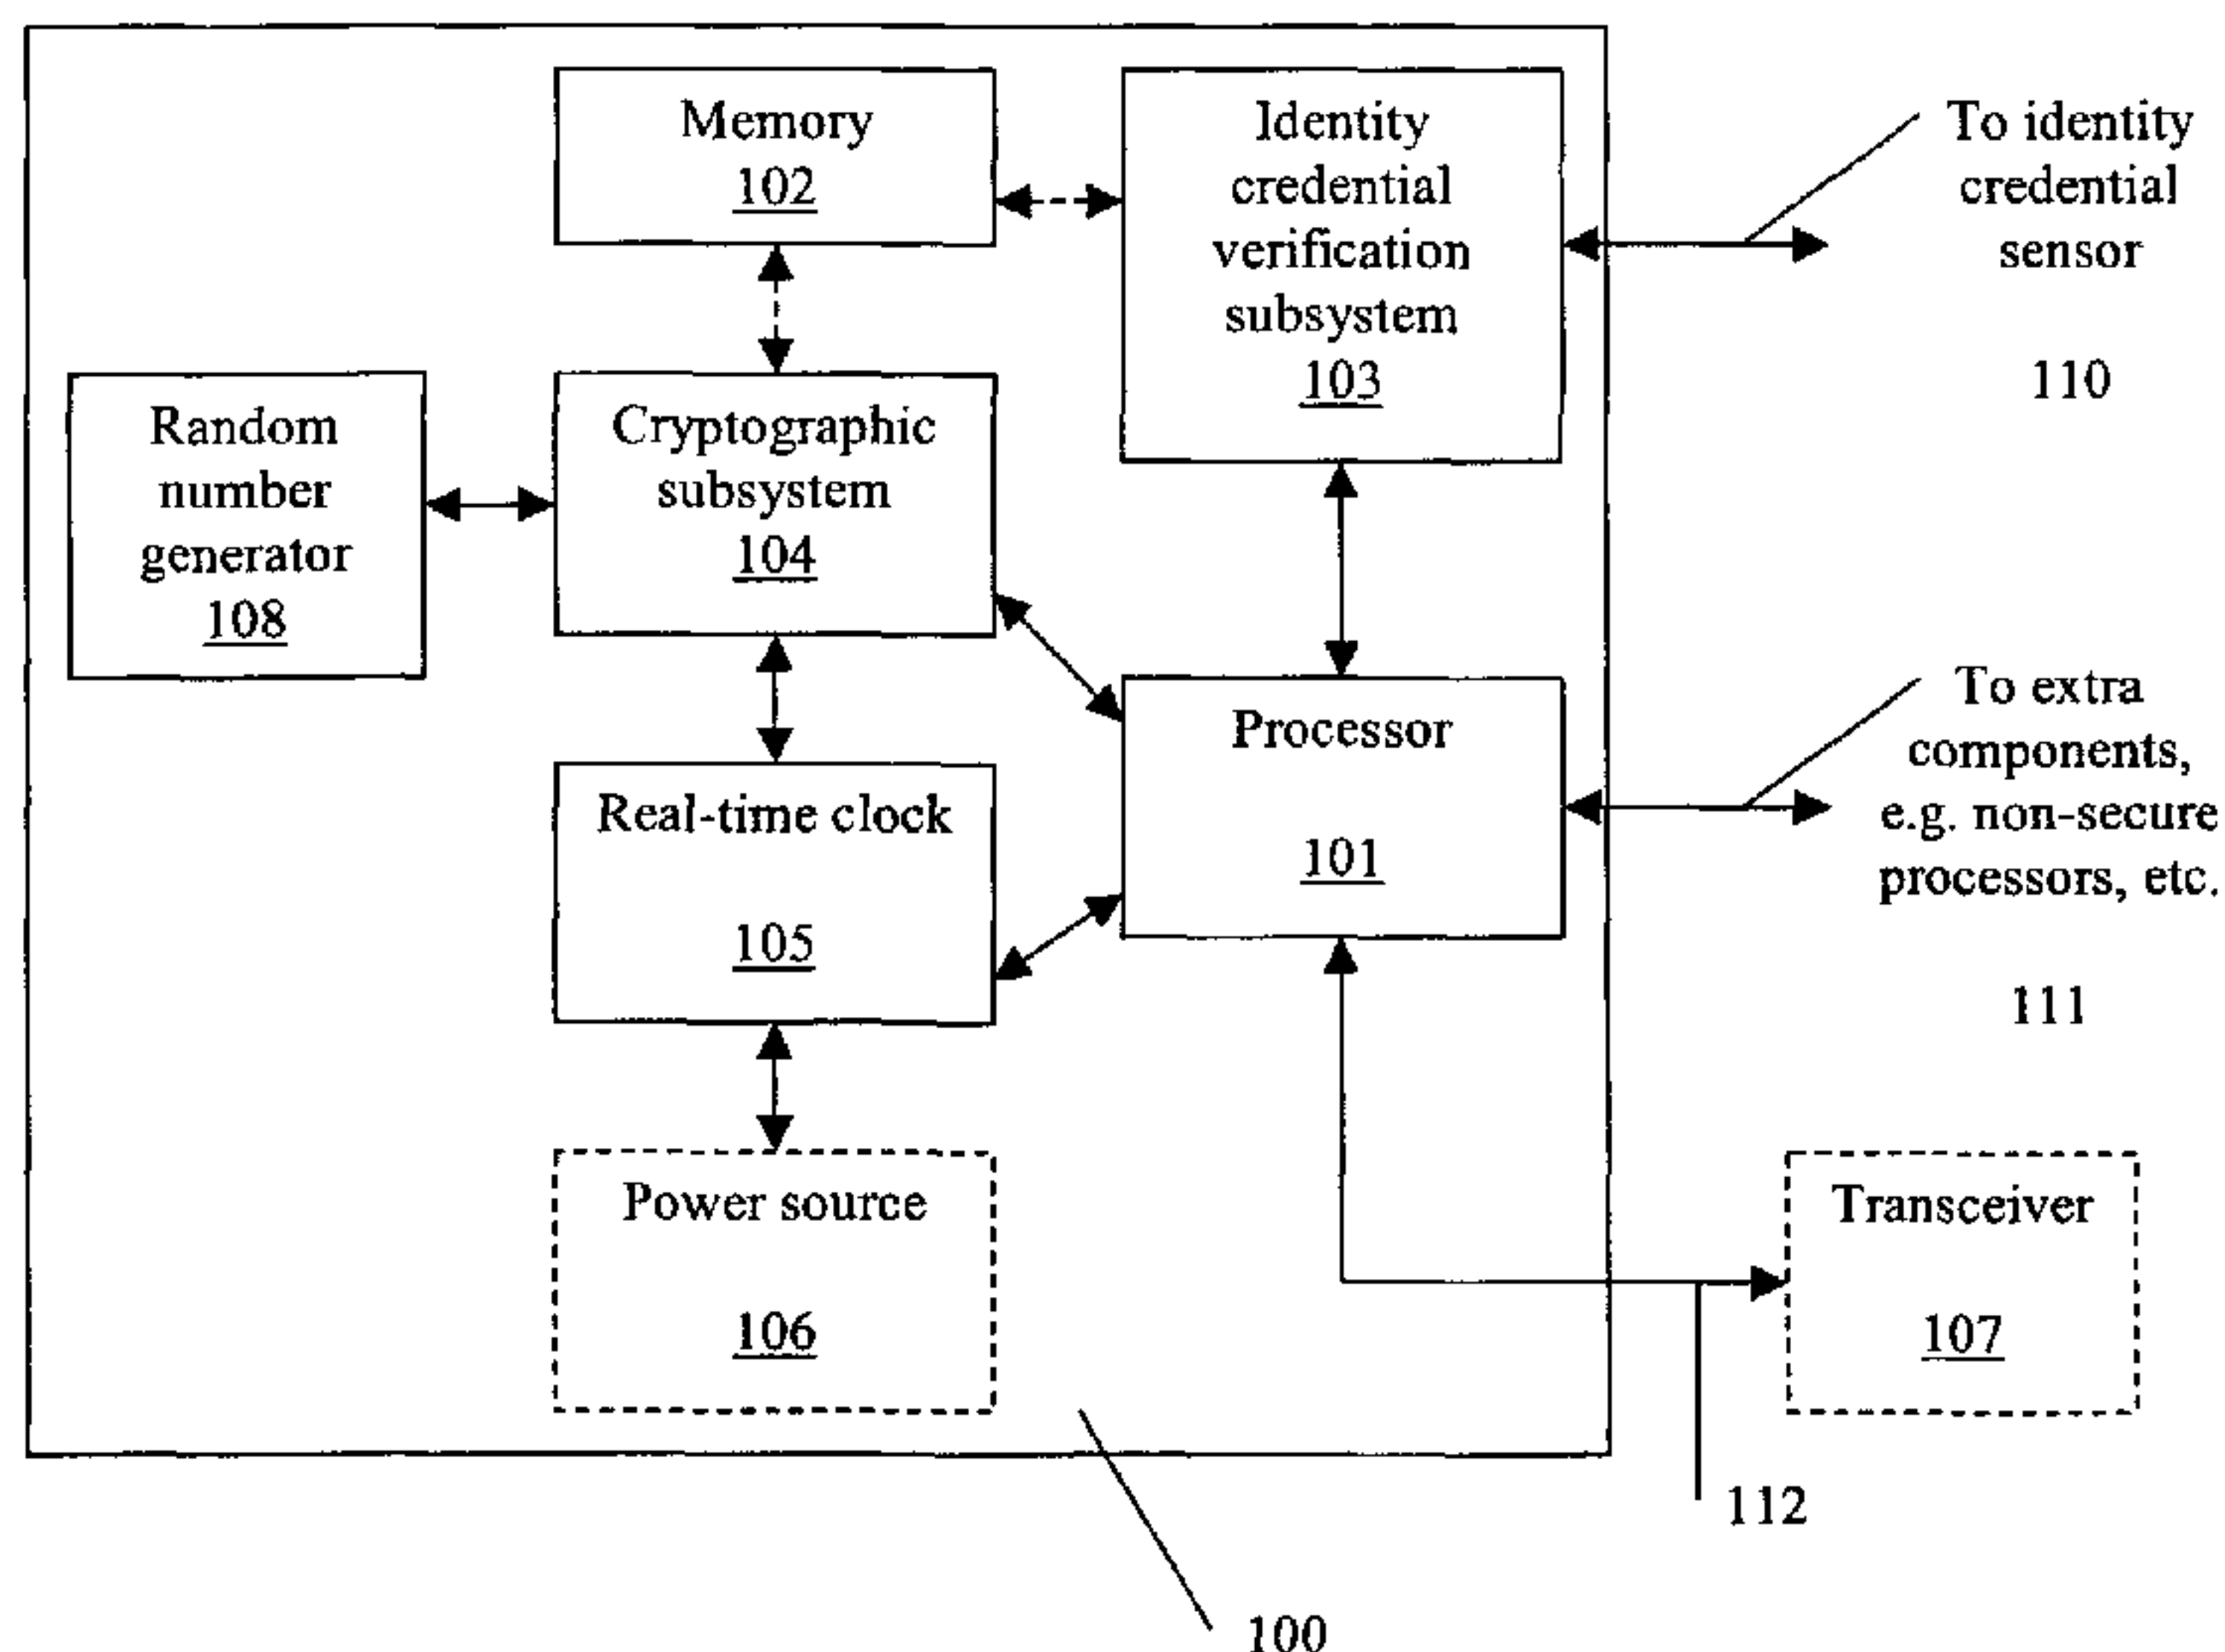 Memory
102
Identity
credential
verification
subsystem
103
To identity
credential
sensor
110
Random
number
generator
108
Cryptographic
subsystem
104
Processor
101
To extra
components,
e.g. non-secure
processors, etc.
111
Real-time clock
105
Power source
106
Transceiver
107
112
100